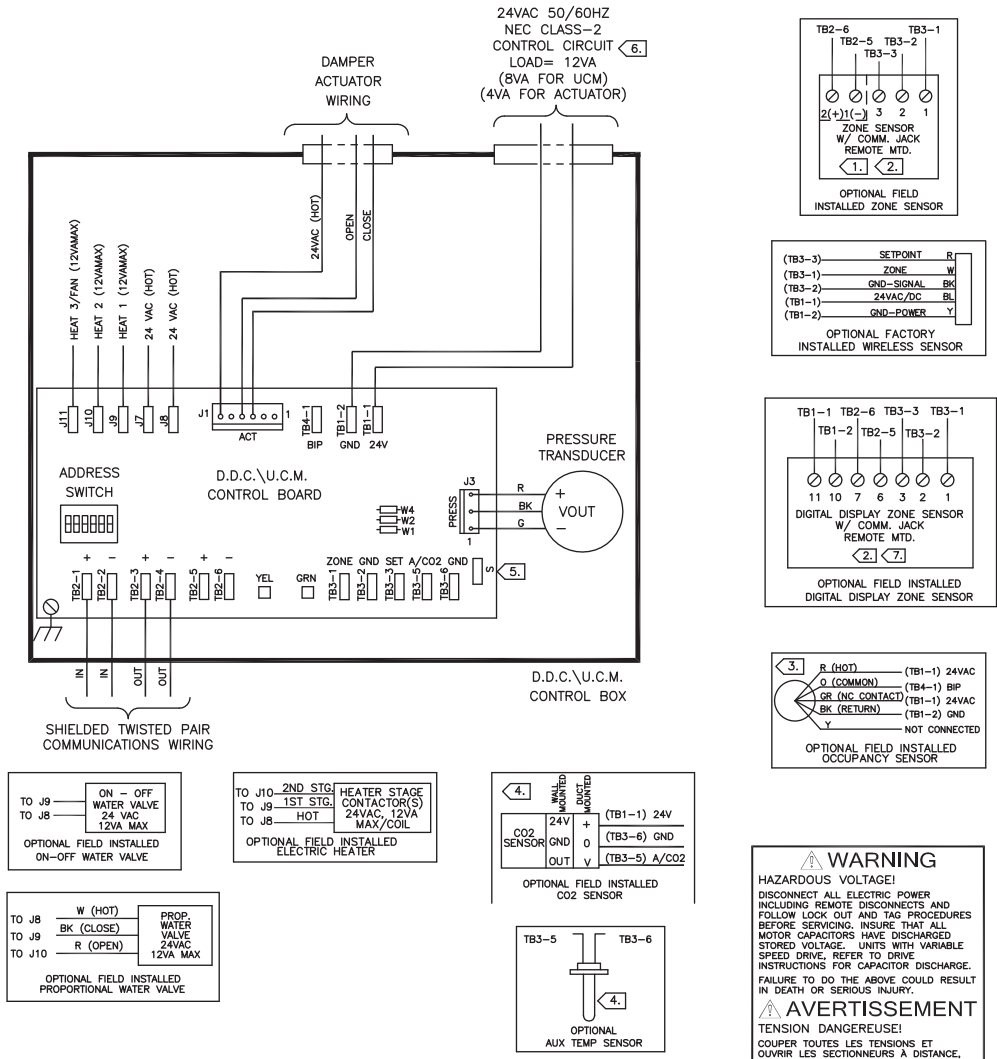 24VAC 50/60HZ
NEC CLASS-2
CONTROL CIRCUIT 6.
LOAD= 12VA
(8VA FOR UCM)
(4VA FOR ACTUATOR)
DAMPER
ACTUATOR
WIRING
24VAC (HOT)
OPEN
CLOSE
HEAT 3/FAN (12VAMAX)
HEAT 2 (12VAMAX)
HEAT 1 (12VAMAX)
24 VAC (HOT)
24 VAC (HOT)
J11
J10
J9
J7
J8
J1
1
ACT
TB4-1
BIP
TB1-2
GND
TB1-1
24V
ADDRESS
SWITCH
D.D.C.\U.C.M.
CONTROL BOARD
PRESSURE
TRANSDUCER
J3
PRESS
1
R
BK
G
+
VOUT
−
W4
W2
W1
S
5.
+ − + − + −
TB2-1
TB2-2
TB2-3
TB2-4
TB2-5
TB2-6
YEL
GRN
ZONE GND SET A/CO2 GND
TB3-1
TB3-2
TB3-3
TB3-5
TB3-6
IN
IN
OUT
OUT
D.D.C.\U.C.M.
CONTROL BOX
SHIELDED TWISTED PAIR
COMMUNICATIONS WIRING
TB2-6 TB3-1
TB2-5 TB3-2
TB3-3
2(+) 1(-) 3 2 1
ZONE SENSOR
W/ COMM. JACK
REMOTE MTD.
1. 2.
OPTIONAL FIELD
INSTALLED ZONE SENSOR
(TB3-3) SETPOINT R
(TB3-1) ZONE W
(TB3-2) GND-SIGNAL BK
(TB1-1) 24VAC/DC BL
(TB1-2) GND-POWER Y
OPTIONAL FACTORY
INSTALLED WIRELESS SENSOR
TB1-1 TB2-6 TB3-3 TB3-1
TB1-2 TB2-5 TB3-2
11 10 7 6 3 2 1
DIGITAL DISPLAY ZONE SENSOR
W/ COMM. JACK
REMOTE MTD.
2. 7.
OPTIONAL FIELD INSTALLED
DIGITAL DISPLAY ZONE SENSOR
3.
R (HOT) (TB1-1) 24VAC
O (COMMON) (TB4-1) BIP
GR (NC CONTACT) (TB1-1) 24VAC
BK (RETURN) (TB1-2) GND
Y NOT CONNECTED
OPTIONAL FIELD INSTALLED
OCCUPANCY SENSOR
TO J9
TO J8
ON - OFF
WATER VALVE
24 VAC
12VA MAX
OPTIONAL FIELD INSTALLED
ON-OFF WATER VALVE
TO J10 2ND STG.
TO J9 1ST STG.
TO J8 HOT
HEATER STAGE
CONTACTOR(S)
24VAC, 12VA
MAX/COIL
OPTIONAL FIELD INSTALLED
ELECTRIC HEATER
4.
WALL
MOUNTED
DUCT
MOUNTED
CO2
SENSOR
24V + (TB1-1) 24V
GND 0 (TB3-6) GND
OUT V (TB3-5) A/CO2
OPTIONAL FIELD INSTALLED
CO2 SENSOR
TO J8 W (HOT)
TO J9 BK (CLOSE)
TO J10 R (OPEN)
PROP.
WATER
VALVE
24VAC
12VA MAX
OPTIONAL FIELD INSTALLED
PROPORTIONAL WATER VALVE
TB3-5 TB3-6
4.
OPTIONAL
AUX TEMP SENSOR
WARNING
HAZARDOUS VOLTAGE!
DISCONNECT ALL ELECTRIC POWER
INCLUDING REMOTE DISCONNECTS AND
FOLLOW LOCK OUT AND TAG PROCEDURES
BEFORE SERVICING. INSURE THAT ALL
MOTOR CAPACITORS HAVE DISCHARGED
STORED VOLTAGE. UNITS WITH VARIABLE
SPEED DRIVE, REFER TO DRIVE
INSTRUCTIONS FOR CAPACITOR DISCHARGE.
FAILURE TO DO THE ABOVE COULD RESULT
IN DEATH OR SERIOUS INJURY.
AVERTISSEMENT
TENSION DANGEREUSE!
COUPER TOUTES LES TENSIONS ET
OUVRIR LES SECTIONNEURS À DISTANCE,